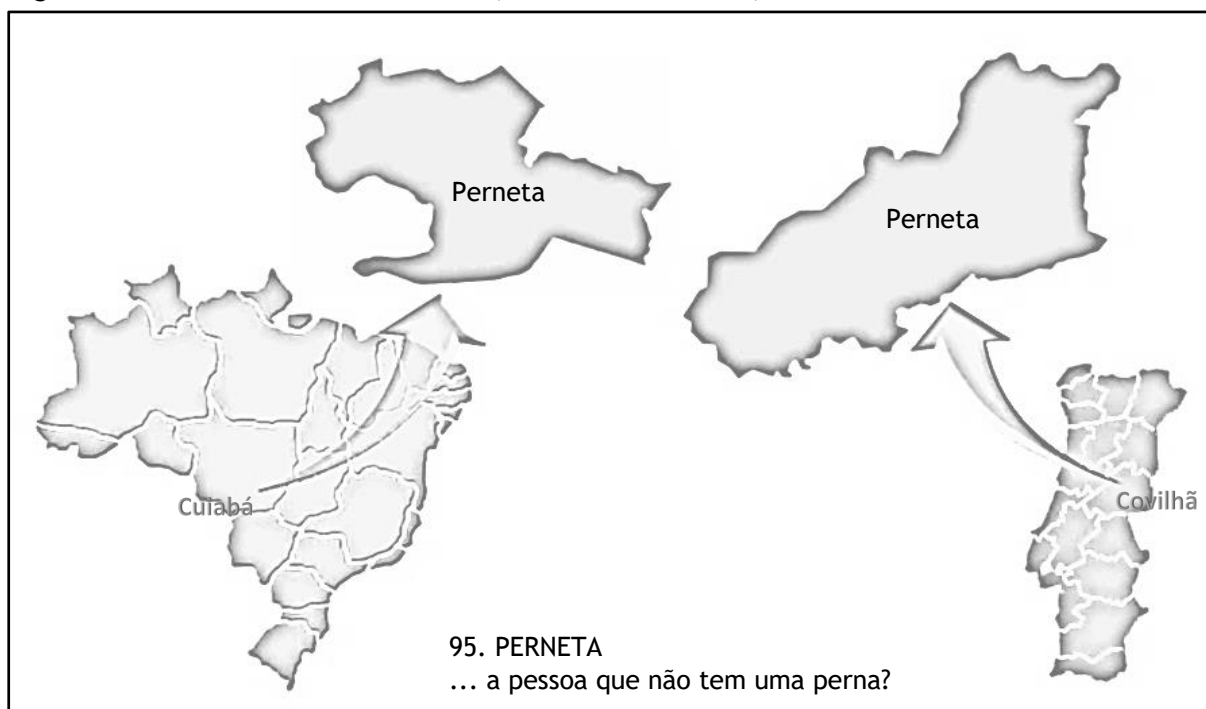 Perneta
Perneta
Cuiabá
Covilhã
95. PERNETA
... a pessoa que não tem uma perna?